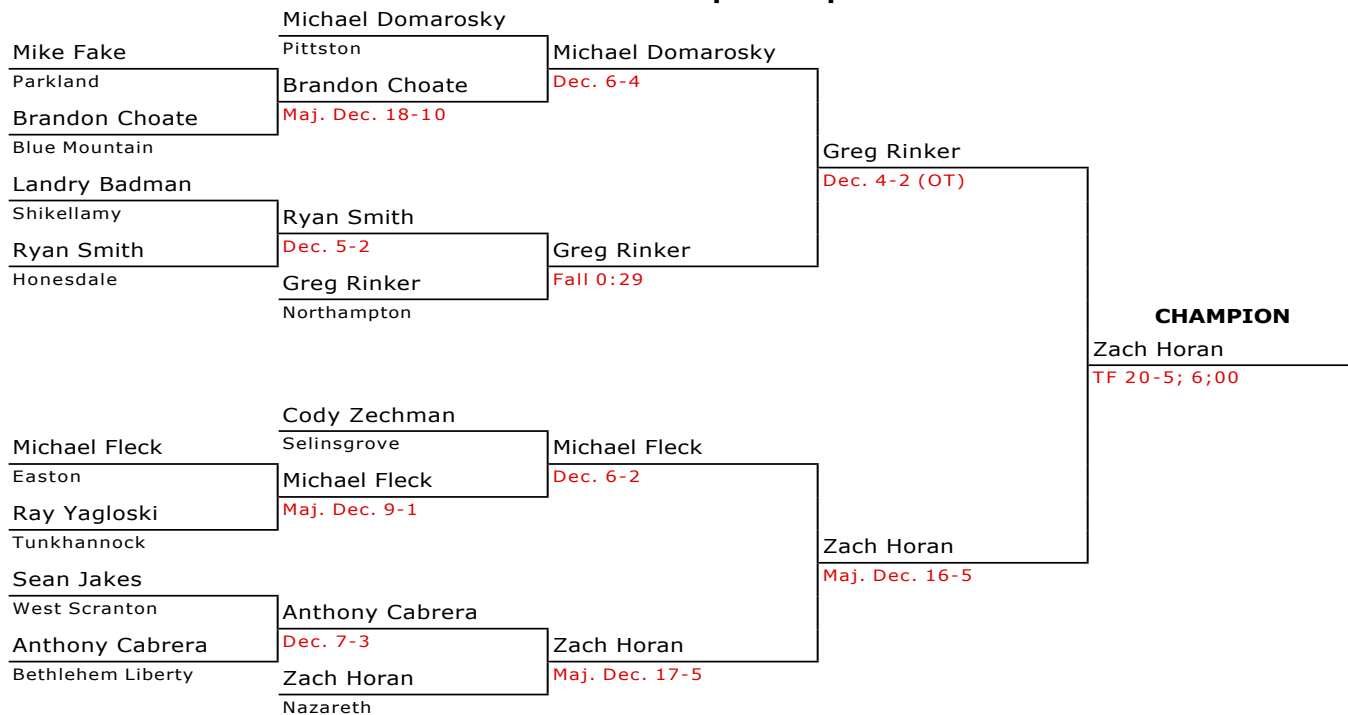 Michael Domarosky
Mike Fake
Pittston
Michael Domarosky
Parkland
Brandon Choate
Dec. 6-4
Brandon Choate
Maj. Dec. 18-10
Blue Mountain
Greg Rinker
Landry Badman
Dec. 4-2 (OT)
Shikellamy
Ryan Smith
Ryan Smith
Dec. 5-2
Greg Rinker
Honesdale
Greg Rinker
Fall 0:29
Northampton
CHAMPION
Zach Horan
TF 20-5; 6;00
Cody Zechman
Michael Fleck
Selinsgrove
Michael Fleck
Easton
Michael Fleck
Dec. 6-2
Ray Yagloski
Maj. Dec. 9-1
Tunkhannock
Zach Horan
Sean Jakes
Maj. Dec. 16-5
West Scranton
Anthony Cabrera
Anthony Cabrera
Dec. 7-3
Zach Horan
Bethlehem Liberty
Zach Horan
Maj. Dec. 17-5
Nazareth